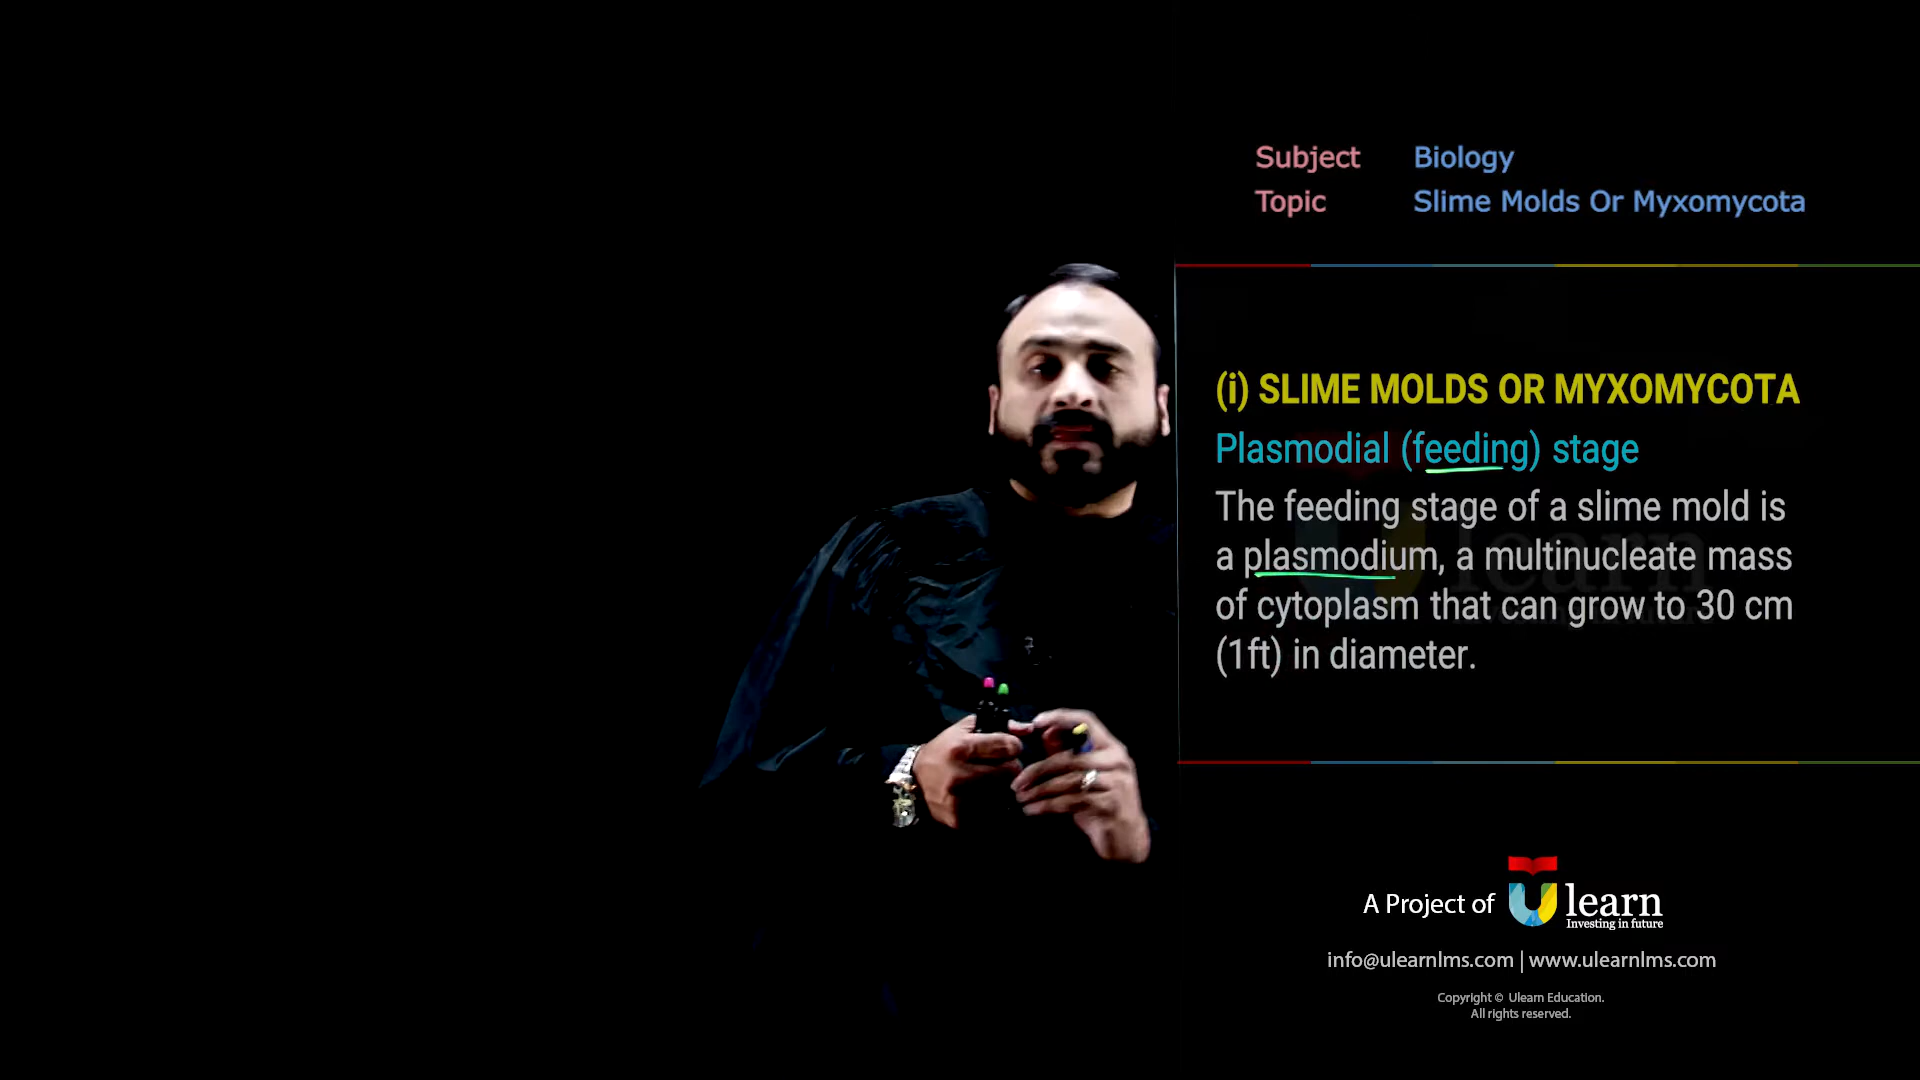 Subject Biology
Topic Slime Molds Or Myxomycota
(i) SLIME MOLDS OR MYXOMYCOTA
Plasmodial (feeding) stage
The feeding stage of a slime mold is
a plasmodium, a multinucleate mass
of cytoplasm that can grow to 30 cm
(1ft) in diameter.
A Project of Ulearn
Investing in future
info@ulearnlms.com | www.ulearnlms.com
Copyright © Ulearn Education.
All rights reserved.